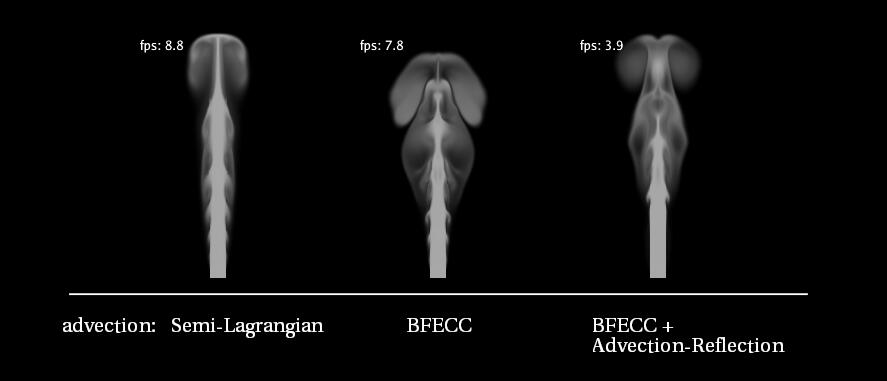 fps: 8.8
fps: 7.8
fps: 3.9
advection: Semi-Lagrangian
BFECC
BFECC +
Advection-Reflection